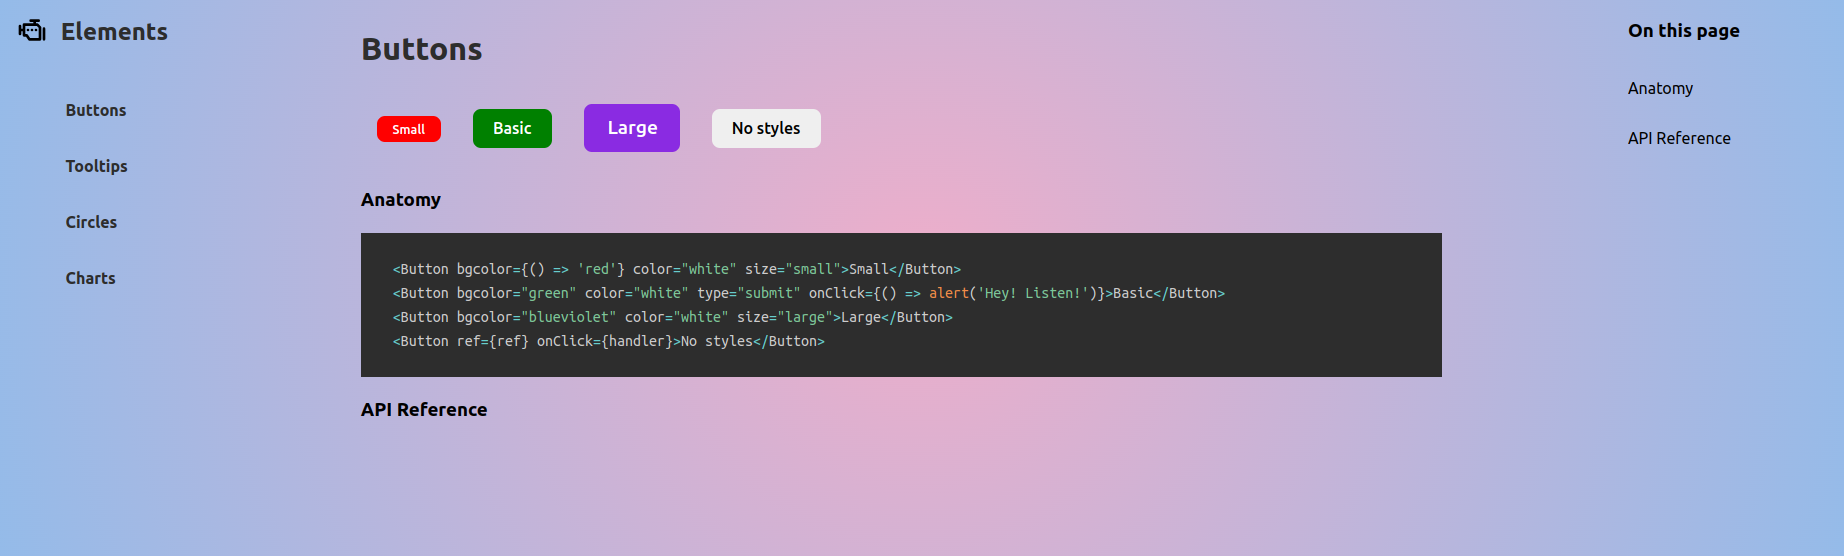 Elements
Buttons
Tooltips
Circles
Charts
Buttons
Small Basic Large No styles
Anatomy
<Button bgcolor={() => 'red'} color="white" size="small">Small</Button>
<Button bgcolor="green" color="white" type="submit" onClick={() => alert('Hey! Listen!')}>Basic</Button>
<Button bgcolor="blueviolet" color="white" size="large">Large</Button>
<Button ref={ref} onClick={handler}>No styles</Button>
API Reference
On this page
Anatomy
API Reference